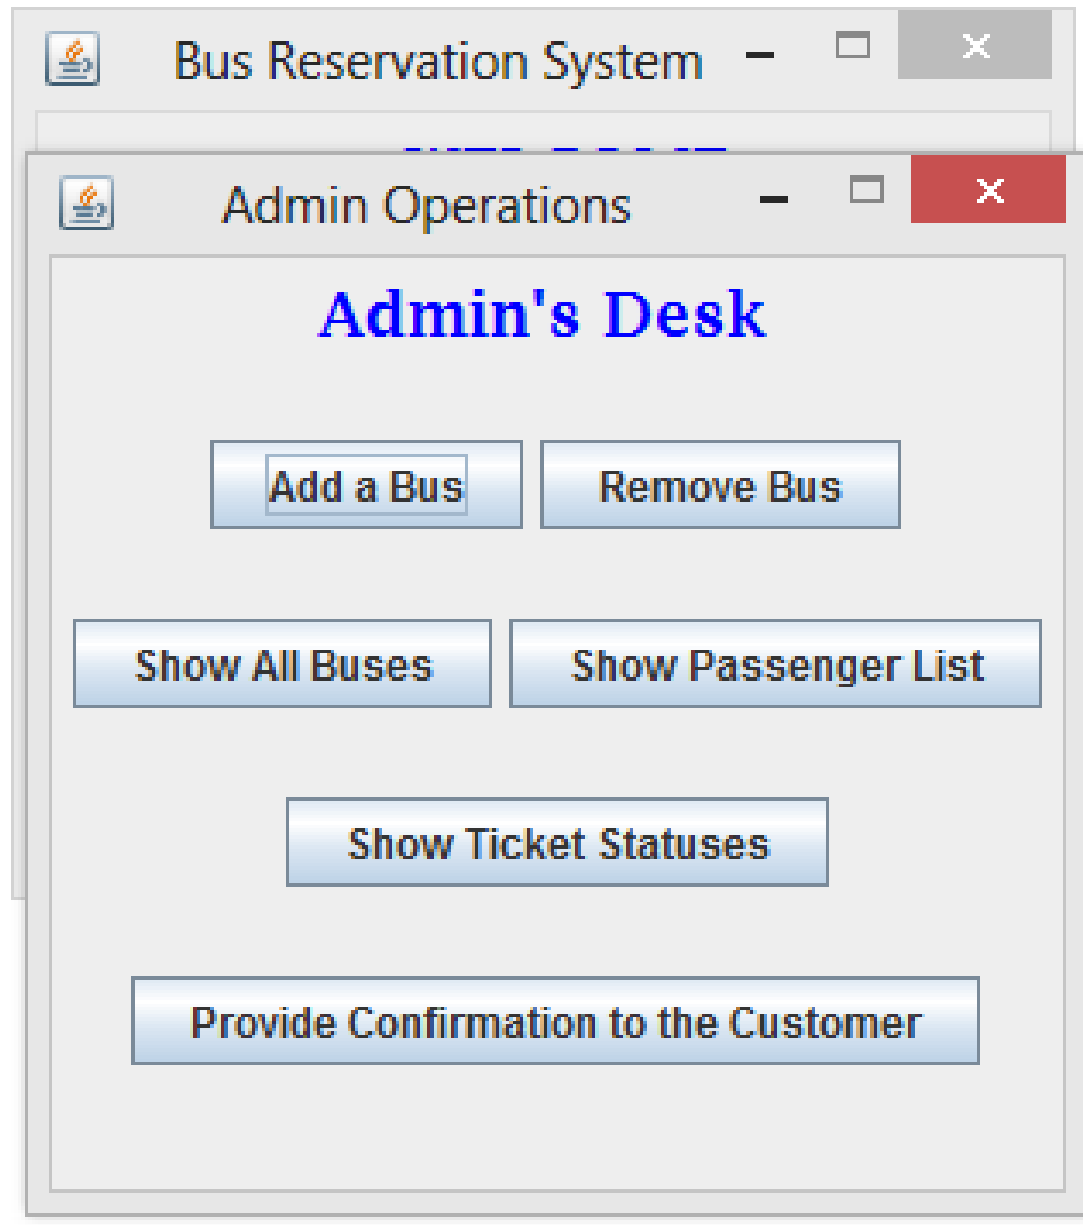 Bus Reservation System
Admin Operations
Admin's Desk
Add a Bus Remove Bus
Show All Buses Show Passenger List
Show Ticket Statuses
Provide Confirmation to the Customer